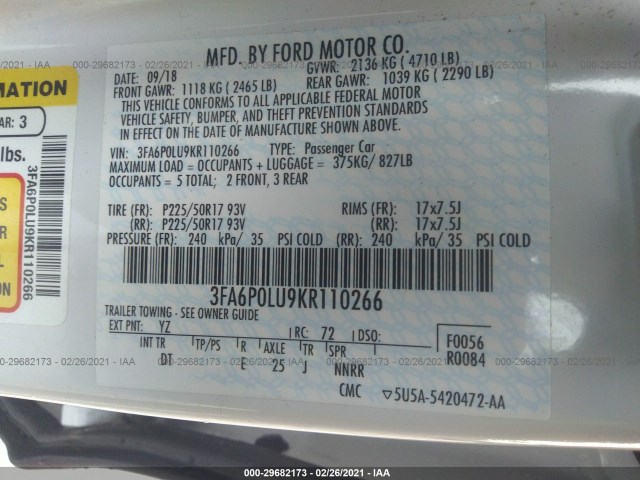 000-29682173 - 02/26/2021 - IAA
MFD. BY FORD MOTOR CO.
DATE: 09/18 GVWR: 2136 KG ( 4710 LB)
FRONT GAWR: 1118 KG ( 2465 LB) REAR GAWR: 1039 KG ( 2290 LB)
THIS VEHICLE CONFORMS TO ALL APPLICABLE FEDERAL MOTOR
VEHICLE SAFETY, BUMPER, AND THEFT PREVENTION STANDARDS
IN EFFECT ON THE DATE OF MANUFACTURE SHOWN ABOVE.
VIN: 3FA6P0LU9KR110266 TYPE: Passenger Car
MAXIMUM LOAD = OCCUPANTS + LUGGAGE = 375KG/ 827LB
OCCUPANTS = 5 TOTAL; 2 FRONT, 3 REAR
TIRE (FR): P225/50R17 93V RIMS (FR): 17x7.5J
(RR): P225/50R17 93V (RR): 17x7.5J
PRESSURE (FR): 240 kPa/ 35 PSI COLD (RR): 240 kPa/ 35 PSI COLD
3FA6P0LU9KR110266
TRAILER TOWING - SEE OWNER GUIDE
EXT PNT: YZ RC: 72 DSO: F0056
INT TR TP/PS R AXLE TR SPR R0084
DT E 25 J NNRR
CMC 5U5A-5420472-AA
MATION
AR: 3
lbs.
3FA6P0LU9KR110266
R
L
ION
000-29682173 - 02/26/2021 - IAA
000-29682173 - 02/26/2021 - IAA